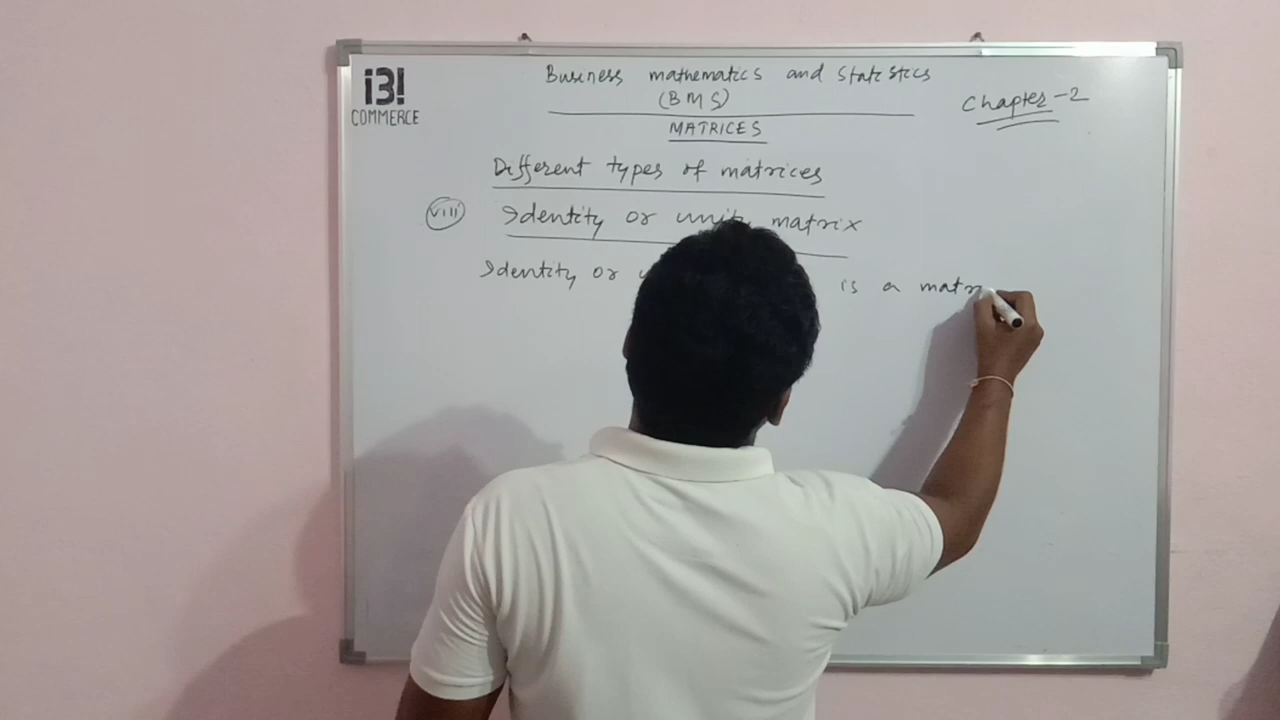 i3!
COMMERCE
Business mathematics and statistics
(BMS)
Chapter-2
MATRICES
Different types of matrices
viii Identity or unity matrix
Identity or is a matr